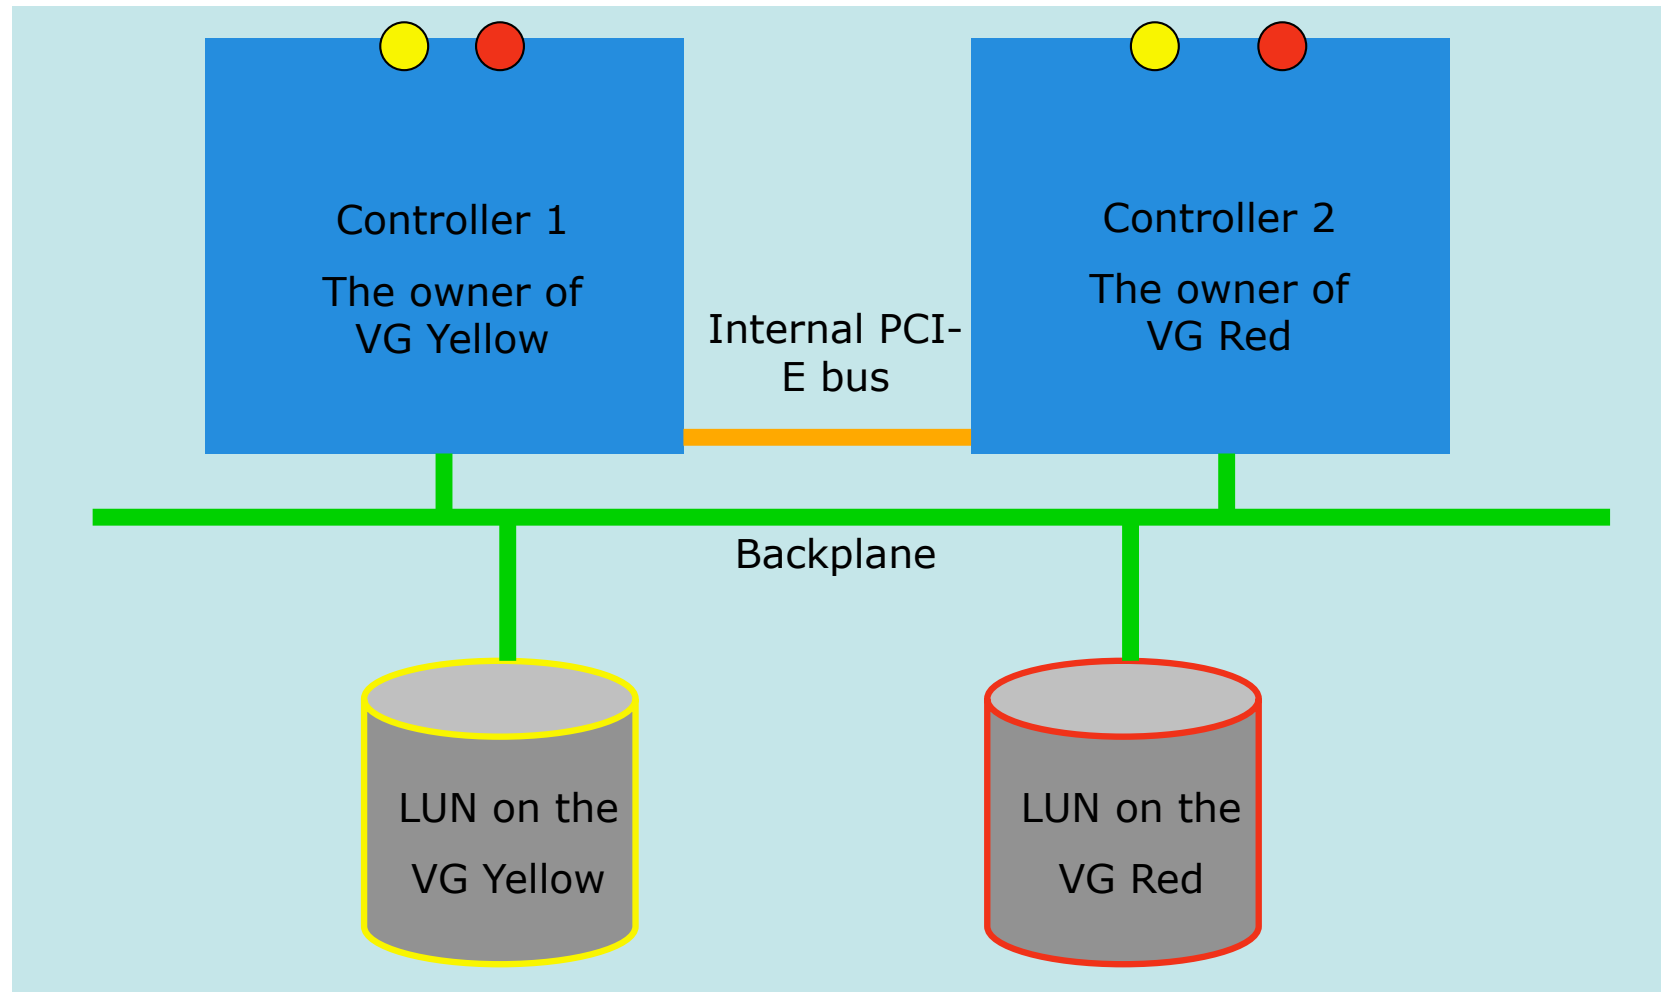 Controller 1
The owner of
VG Yellow
Controller 2
The owner of
VG Red
Internal PCI-
E bus
Backplane
LUN on the
VG Yellow
LUN on the
VG Red